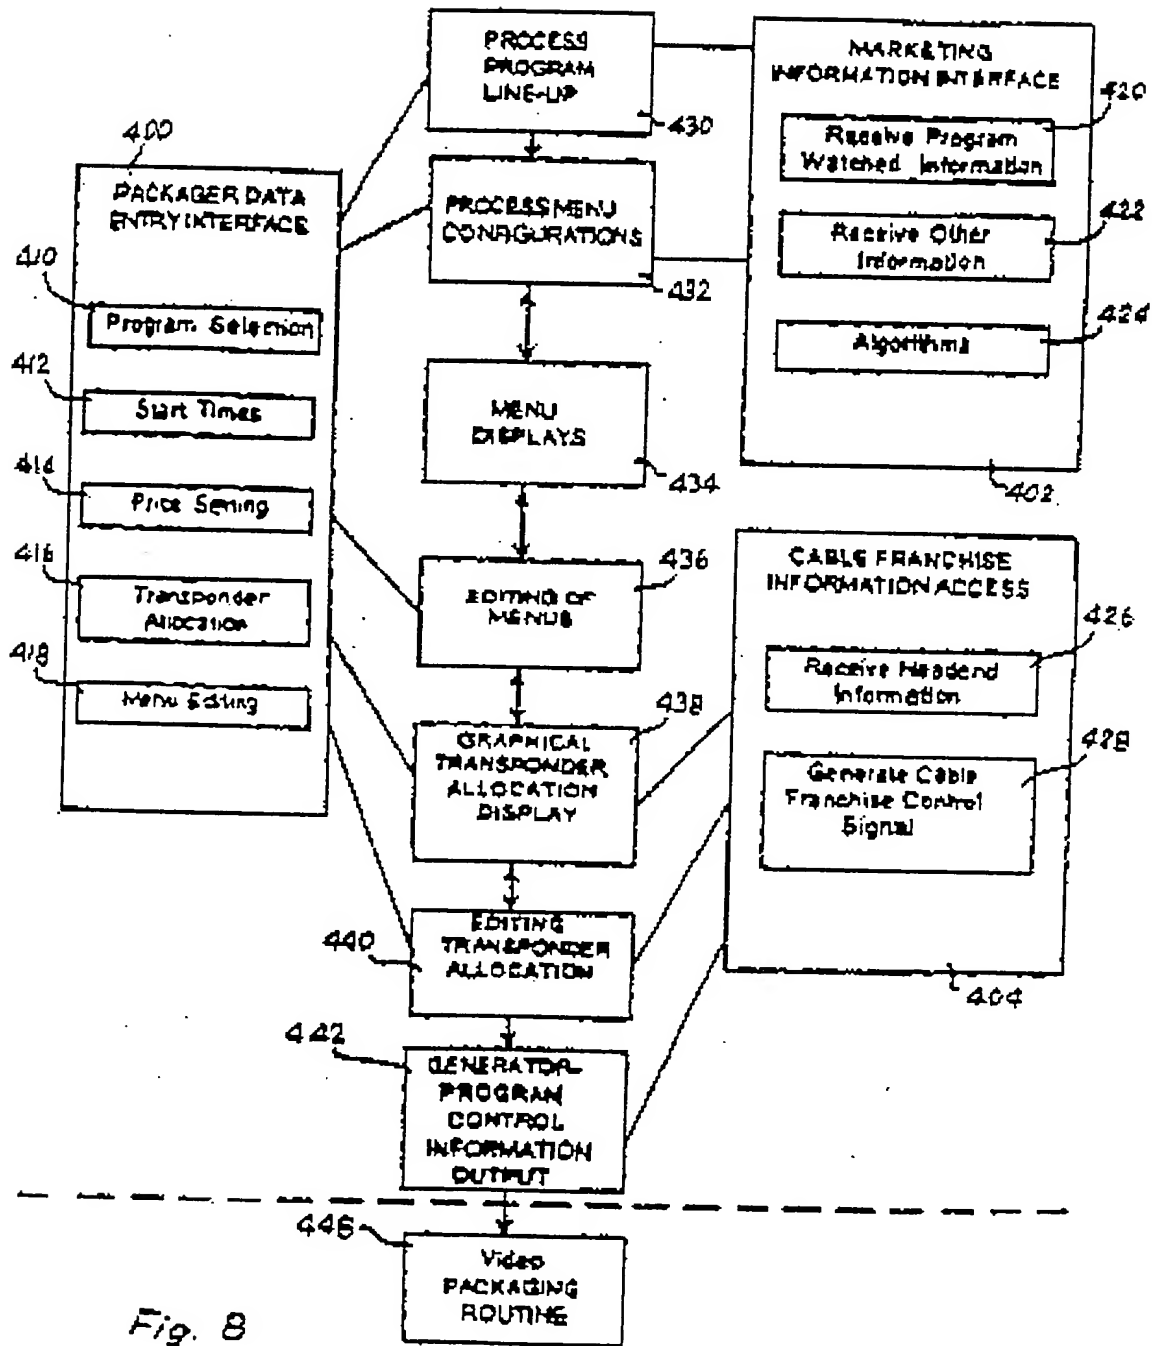 PROCESS
PROGRAM
LINE-UP
430
MARKETING
INFORMATION INTERFACE
420
Receive Program
Watched Information
422
Receive Other
Information
424
Algorithms
402
400
PACKAGER DATA
ENTRY INTERFACE
410
Program Selection
412
Start Times
414
Price Setting
416
Transponder
Allocation
418
Menu Editing
PROCESS MENU
CONFIGURATIONS
432
MENU
DISPLAYS
434
436
EDITING OF
MENUS
438
GRAPHICAL
TRANSPONDER
ALLOCATION
DISPLAY
440
EDITING
TRANSPONDER
ALLOCATION
442
GENERATOR-
PROGRAM
CONTROL
INFORMATION
OUTPUT
CABLE FRANCHISE
INFORMATION ACCESS
426
Receive Headend
Information
428
Generate Cable
Franchise Control
Signal
404
446
Video
PACKAGING
ROUTINE
Fig. 8